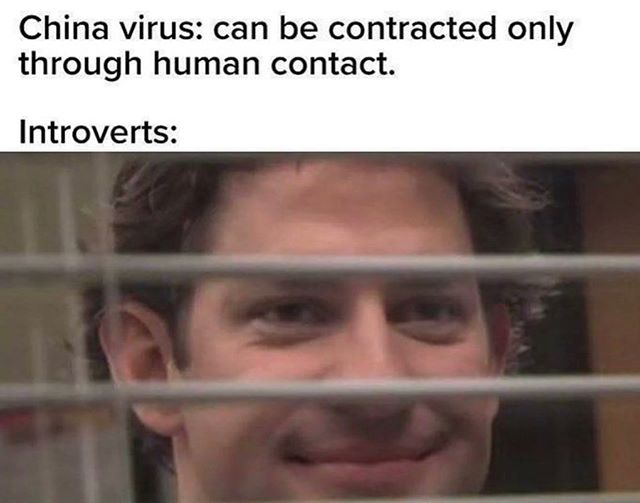 China virus: can be contracted only
through human contact.
Introverts: